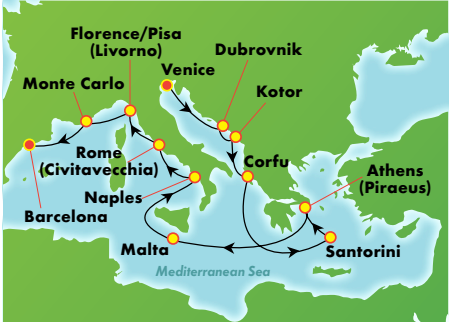 Florence/Pisa
(Livorno)
Dubrovnik
Venice
Monte Carlo
Kotor
Rome
(Civitavecchia)
Corfu
Athens
(Piraeus)
Naples
Barcelona
Malta
Santorini
Mediterranean Sea